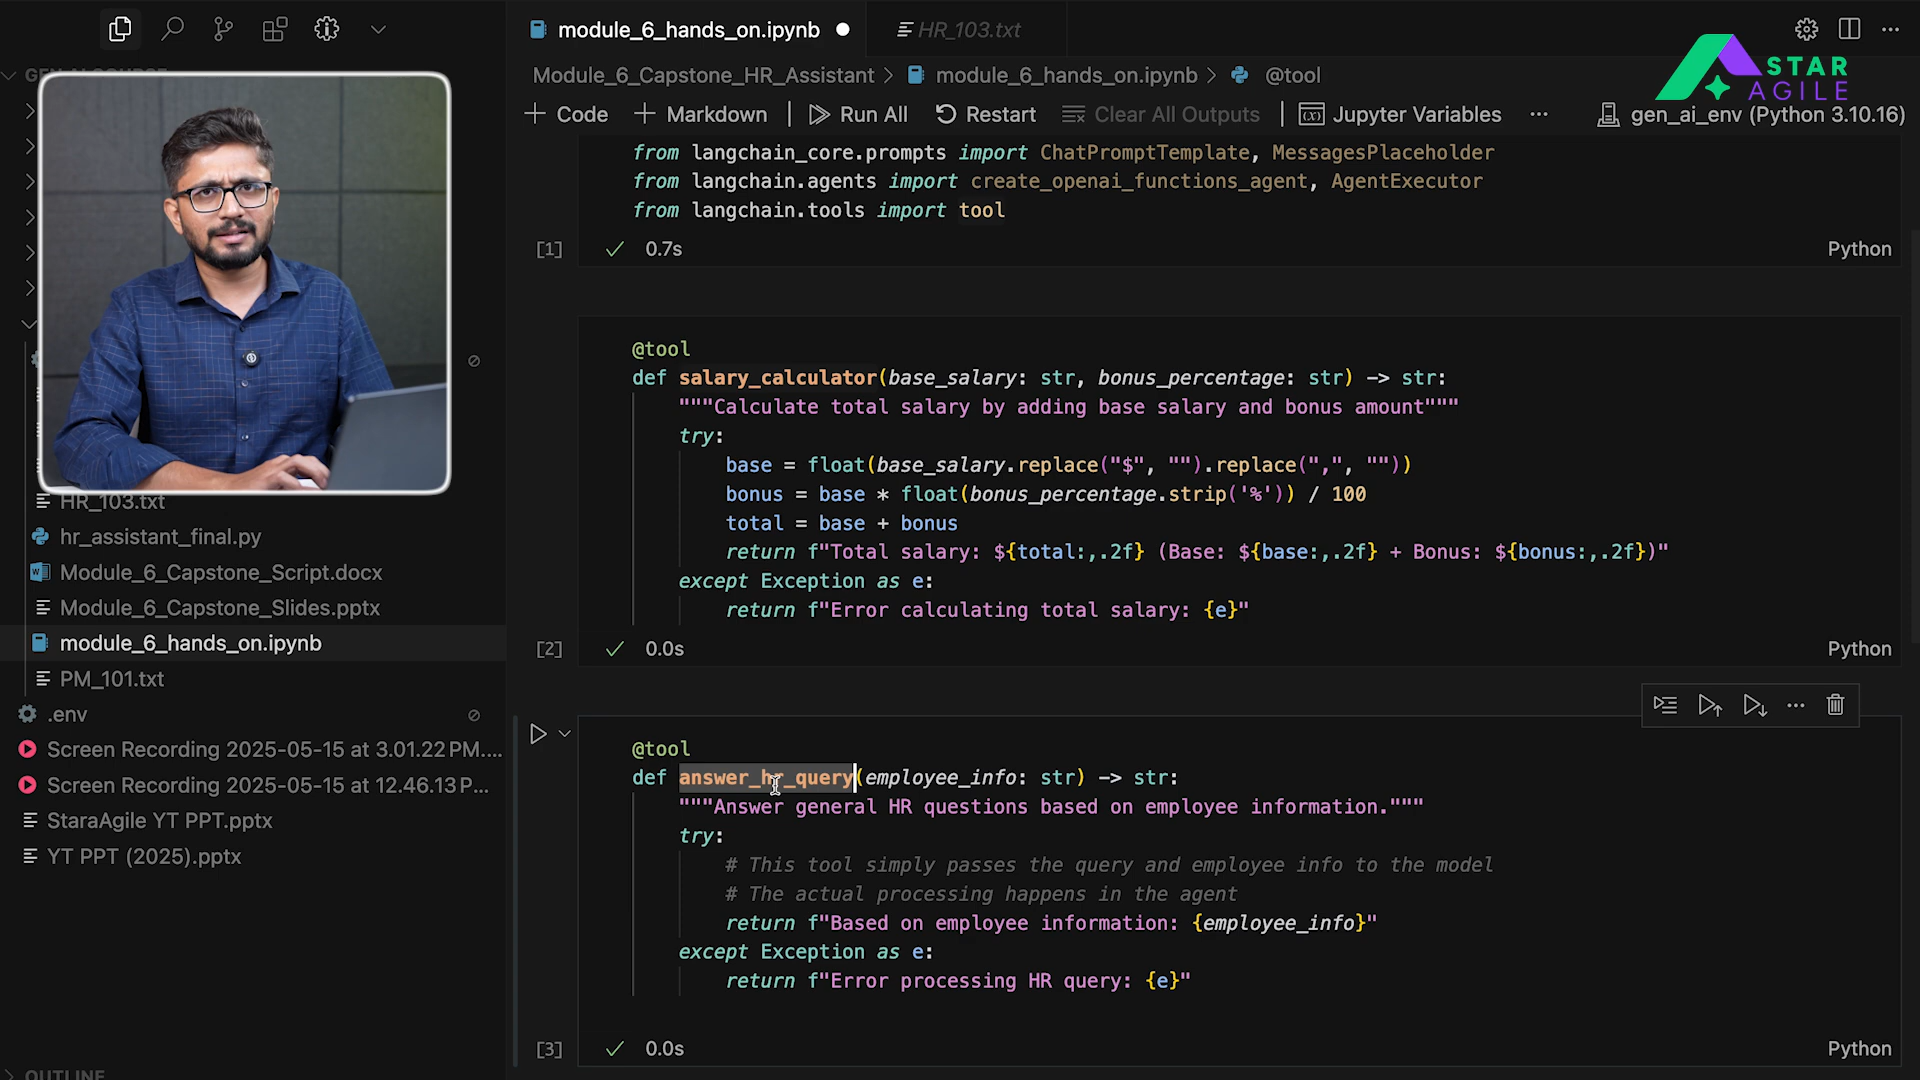 module_6_hands_on.ipynb
HR_103.txt
STAR
AGILE
Module_6_Capstone_HR_Assistant > module_6_hands_on.ipynb > @tool
+ Code + Markdown | Run All Restart Clear All Outputs | Jupyter Variables ... gen_ai_env (Python 3.10.16)
from langchain_core.prompts import ChatPromptTemplate, MessagesPlaceholder
from langchain.agents import create_openai_functions_agent, AgentExecutor
from langchain.tools import tool
[1] 0.7s Python
@tool
def salary_calculator(base_salary: str, bonus_percentage: str) -> str:
"""Calculate total salary by adding base salary and bonus amount"""
try:
base = float(base_salary.replace("$", "").replace(",", ""))
bonus = base * float(bonus_percentage.strip('%')) / 100
total = base + bonus
return f"Total salary: ${total:,.2f} (Base: ${base:,.2f} + Bonus: ${bonus:,.2f})"
except Exception as e:
return f"Error calculating total salary: {e}"
[2] 0.0s Python
@tool
def answer_hr_query(employee_info: str) -> str:
"""Answer general HR questions based on employee information."""
try:
# This tool simply passes the query and employee info to the model
# The actual processing happens in the agent
return f"Based on employee information: {employee_info}"
except Exception as e:
return f"Error processing HR query: {e}"
[3] 0.0s Python
HR_103.txt
hr_assistant_final.py
Module_6_Capstone_Script.docx
Module_6_Capstone_Slides.pptx
module_6_hands_on.ipynb
PM_101.txt
.env
Screen Recording 2025-05-15 at 3.01.22 PM....
Screen Recording 2025-05-15 at 12.46.13 P...
StaraAgile YT PPT.pptx
YT PPT (2025).pptx
OUTLINE